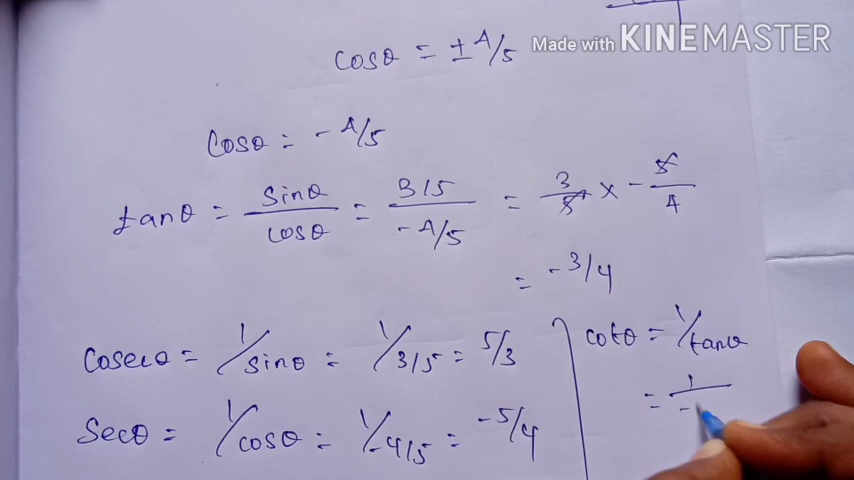 Made with KINEMASTER
cosθ = ± 4/5
cosθ = - 4/5
tanθ = sinθ/cosθ = 3/5/-4/5 = 3/5 × - 5/4
= -3/4
cosecθ = 1/sinθ = 1/3/5 = 5/3
secθ = 1/cosθ = 1/-4/5 = -5/4
cotθ = 1/tanθ
= 1/-